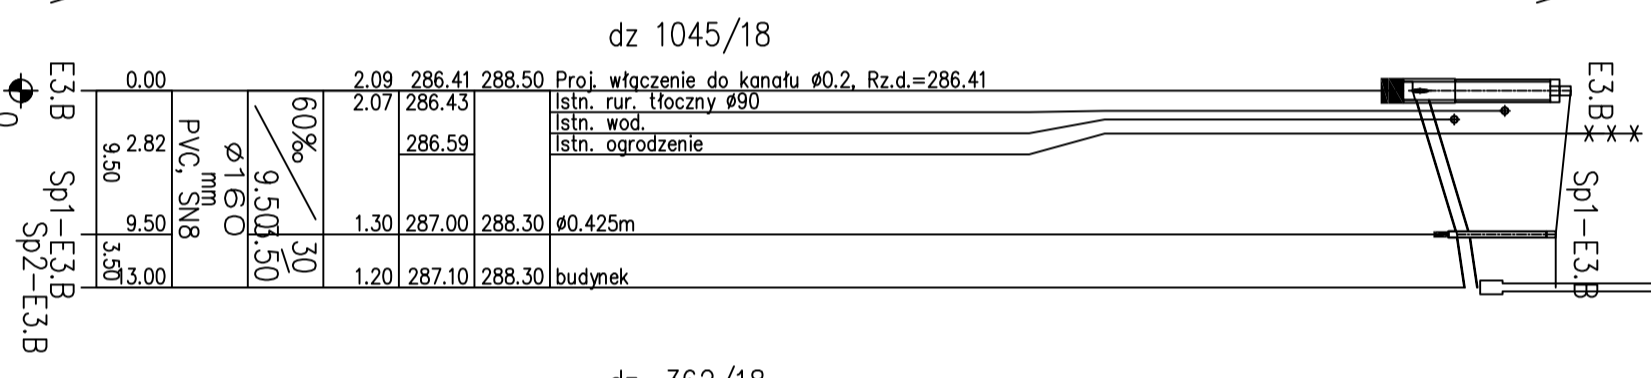 dz 1045/18
E3.B 0.00 2.09 286.41 288.50 Proj. włączenie do kanału ø0.2, Rz.d.=286.41
2.07 286.43 Istn. rur. tłoczny ø90
Istn. wod.
2.82 286.59 Istn. ogrodzenie
9.50
PVC, SN8
mm
Ø160
60‰
9.50
3.50
30
Sp1-E3.B 9.50 1.30 287.00 288.30 ø0.425m
3.50
Sp2-E3.B 13.00 1.20 287.10 288.30 budynek
E3.B
Sp1-E3.B